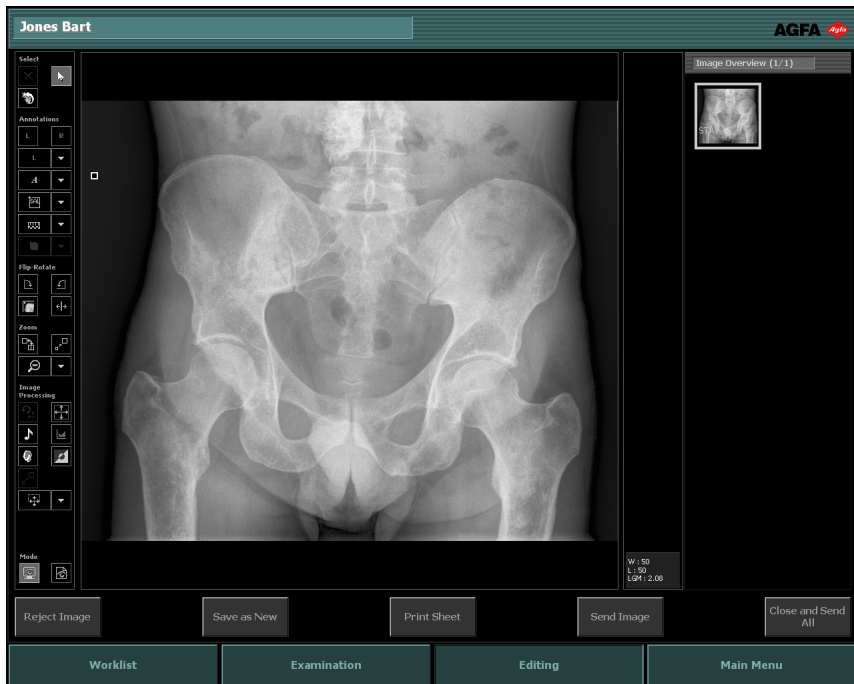 Jones Bart
AGFA
Agfa
Select
Image Overview (1/1)
Annotations
L R
L
A
Flip-Rotate
Zoom
Image
Processing
Mode
W : 50
L : 50
LGM : 2.08
Reject Image
Save as New
Print Sheet
Send Image
Close and Send
All
Worklist
Examination
Editing
Main Menu